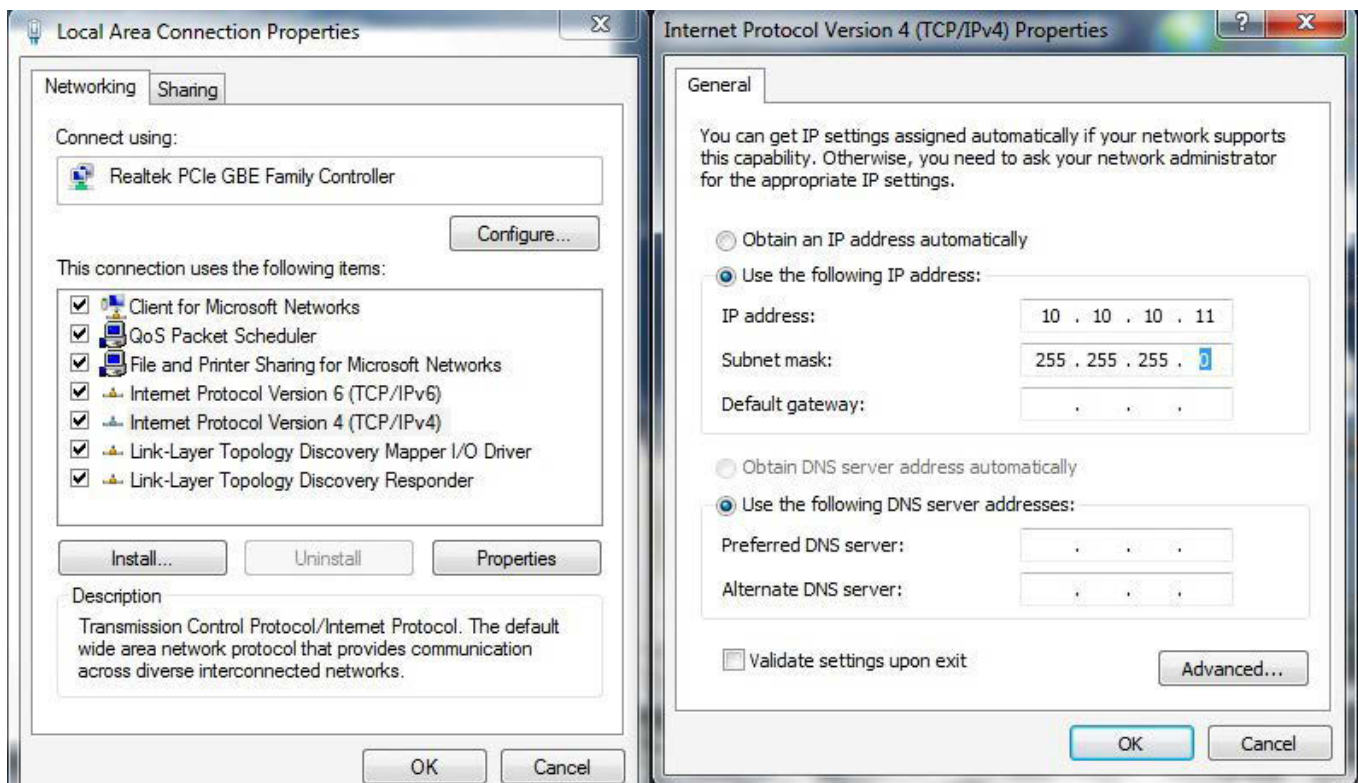 Local Area Connection Properties
Networking
Sharing
Connect using:
Realtek PCIe GBE Family Controller
Configure...
This connection uses the following items:
Client for Microsoft Networks
QoS Packet Scheduler
File and Printer Sharing for Microsoft Networks
Internet Protocol Version 6 (TCP/IPv6)
Internet Protocol Version 4 (TCP/IPv4)
Link-Layer Topology Discovery Mapper I/O Driver
Link-Layer Topology Discovery Responder
Install...
Uninstall
Properties
Description
Transmission Control Protocol/Internet Protocol. The default
wide area network protocol that provides communication
across diverse interconnected networks.
OK
Cancel
Internet Protocol Version 4 (TCP/IPv4) Properties
General
You can get IP settings assigned automatically if your network supports
this capability. Otherwise, you need to ask your network administrator
for the appropriate IP settings.
Obtain an IP address automatically
Use the following IP address:
IP address: 10 . 10 . 10 . 11
Subnet mask: 255 . 255 . 255 . 0
Default gateway: . . .
Obtain DNS server address automatically
Use the following DNS server addresses:
Preferred DNS server: . . .
Alternate DNS server: . . .
Validate settings upon exit
Advanced...
OK
Cancel